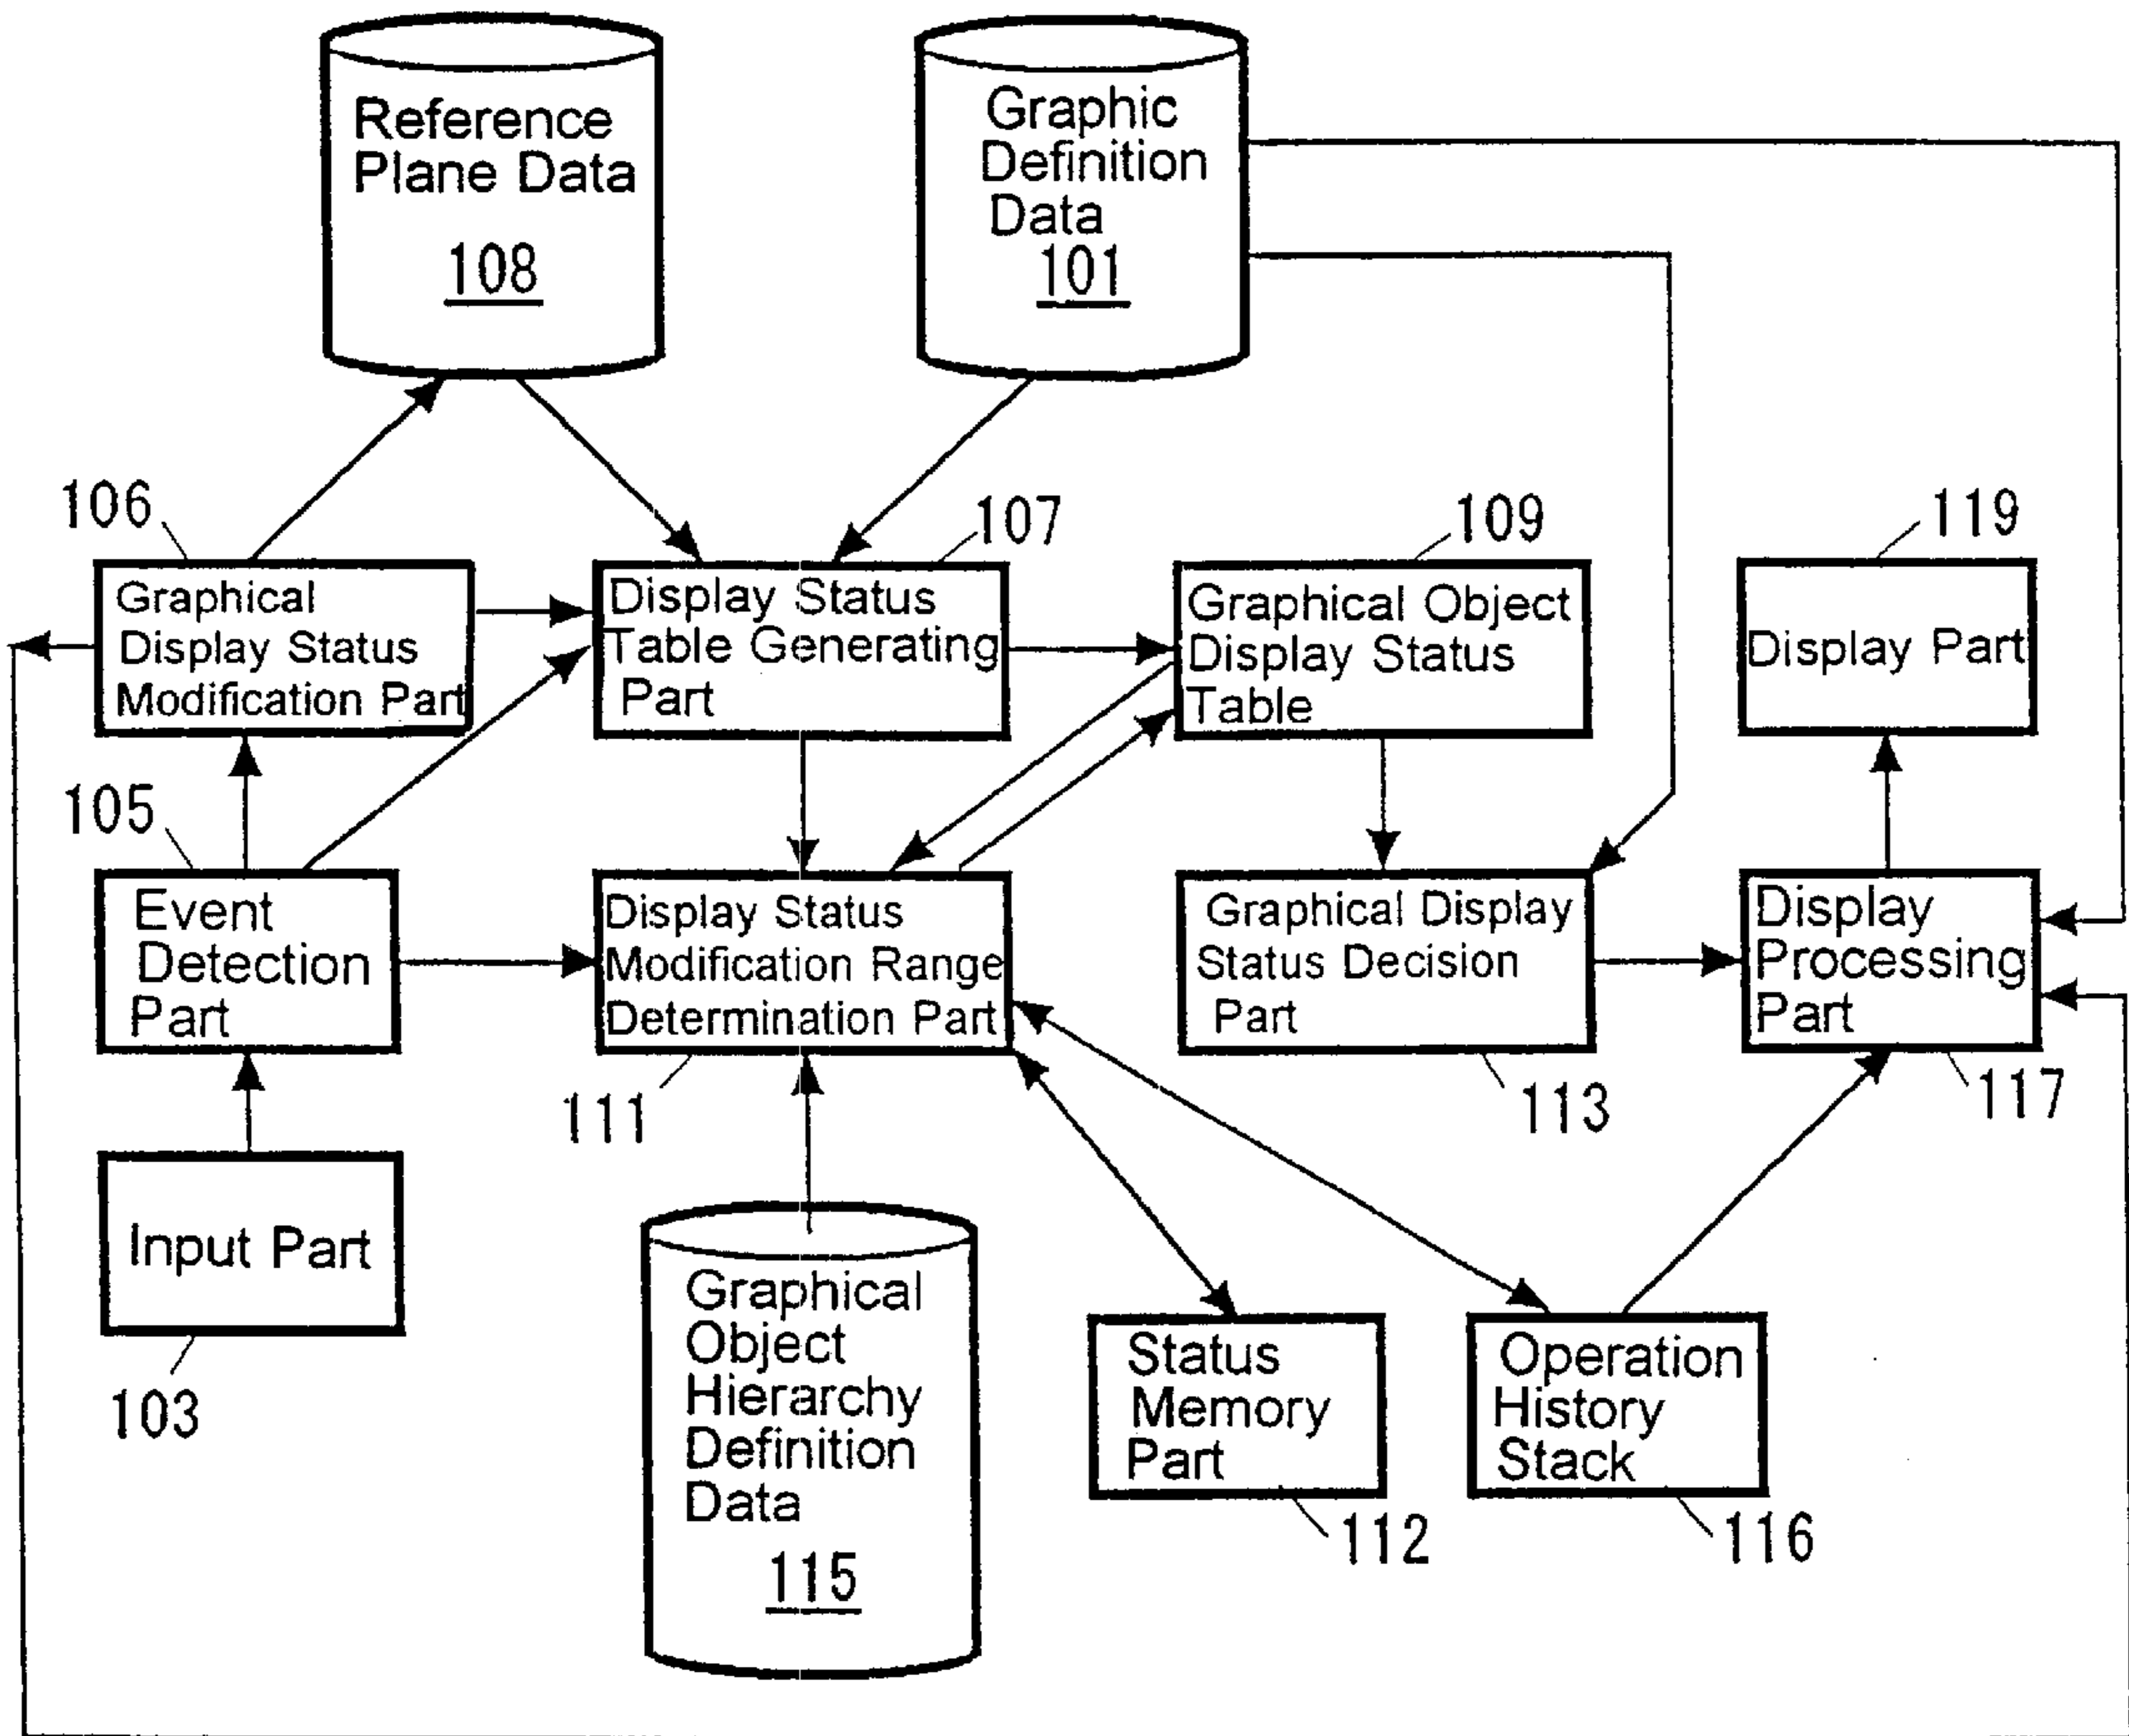 Reference
Plane Data
108
Graphic
Definition
Data
101
106
Graphical
Display Status
Modification Part
107
Display Status
Table Generating
Part
109
Graphical Object
Display Status
Table
119
Display Part
105
Event
Detection
Part
Display Status
Modification Range
Determination Part
111
Graphical Display
Status Decision
Part
113
Display
Processing
Part
117
Input Part
103
Graphical
Object
Hierarchy
Definition
Data
115
Status
Memory
Part
112
Operation
History
Stack
116